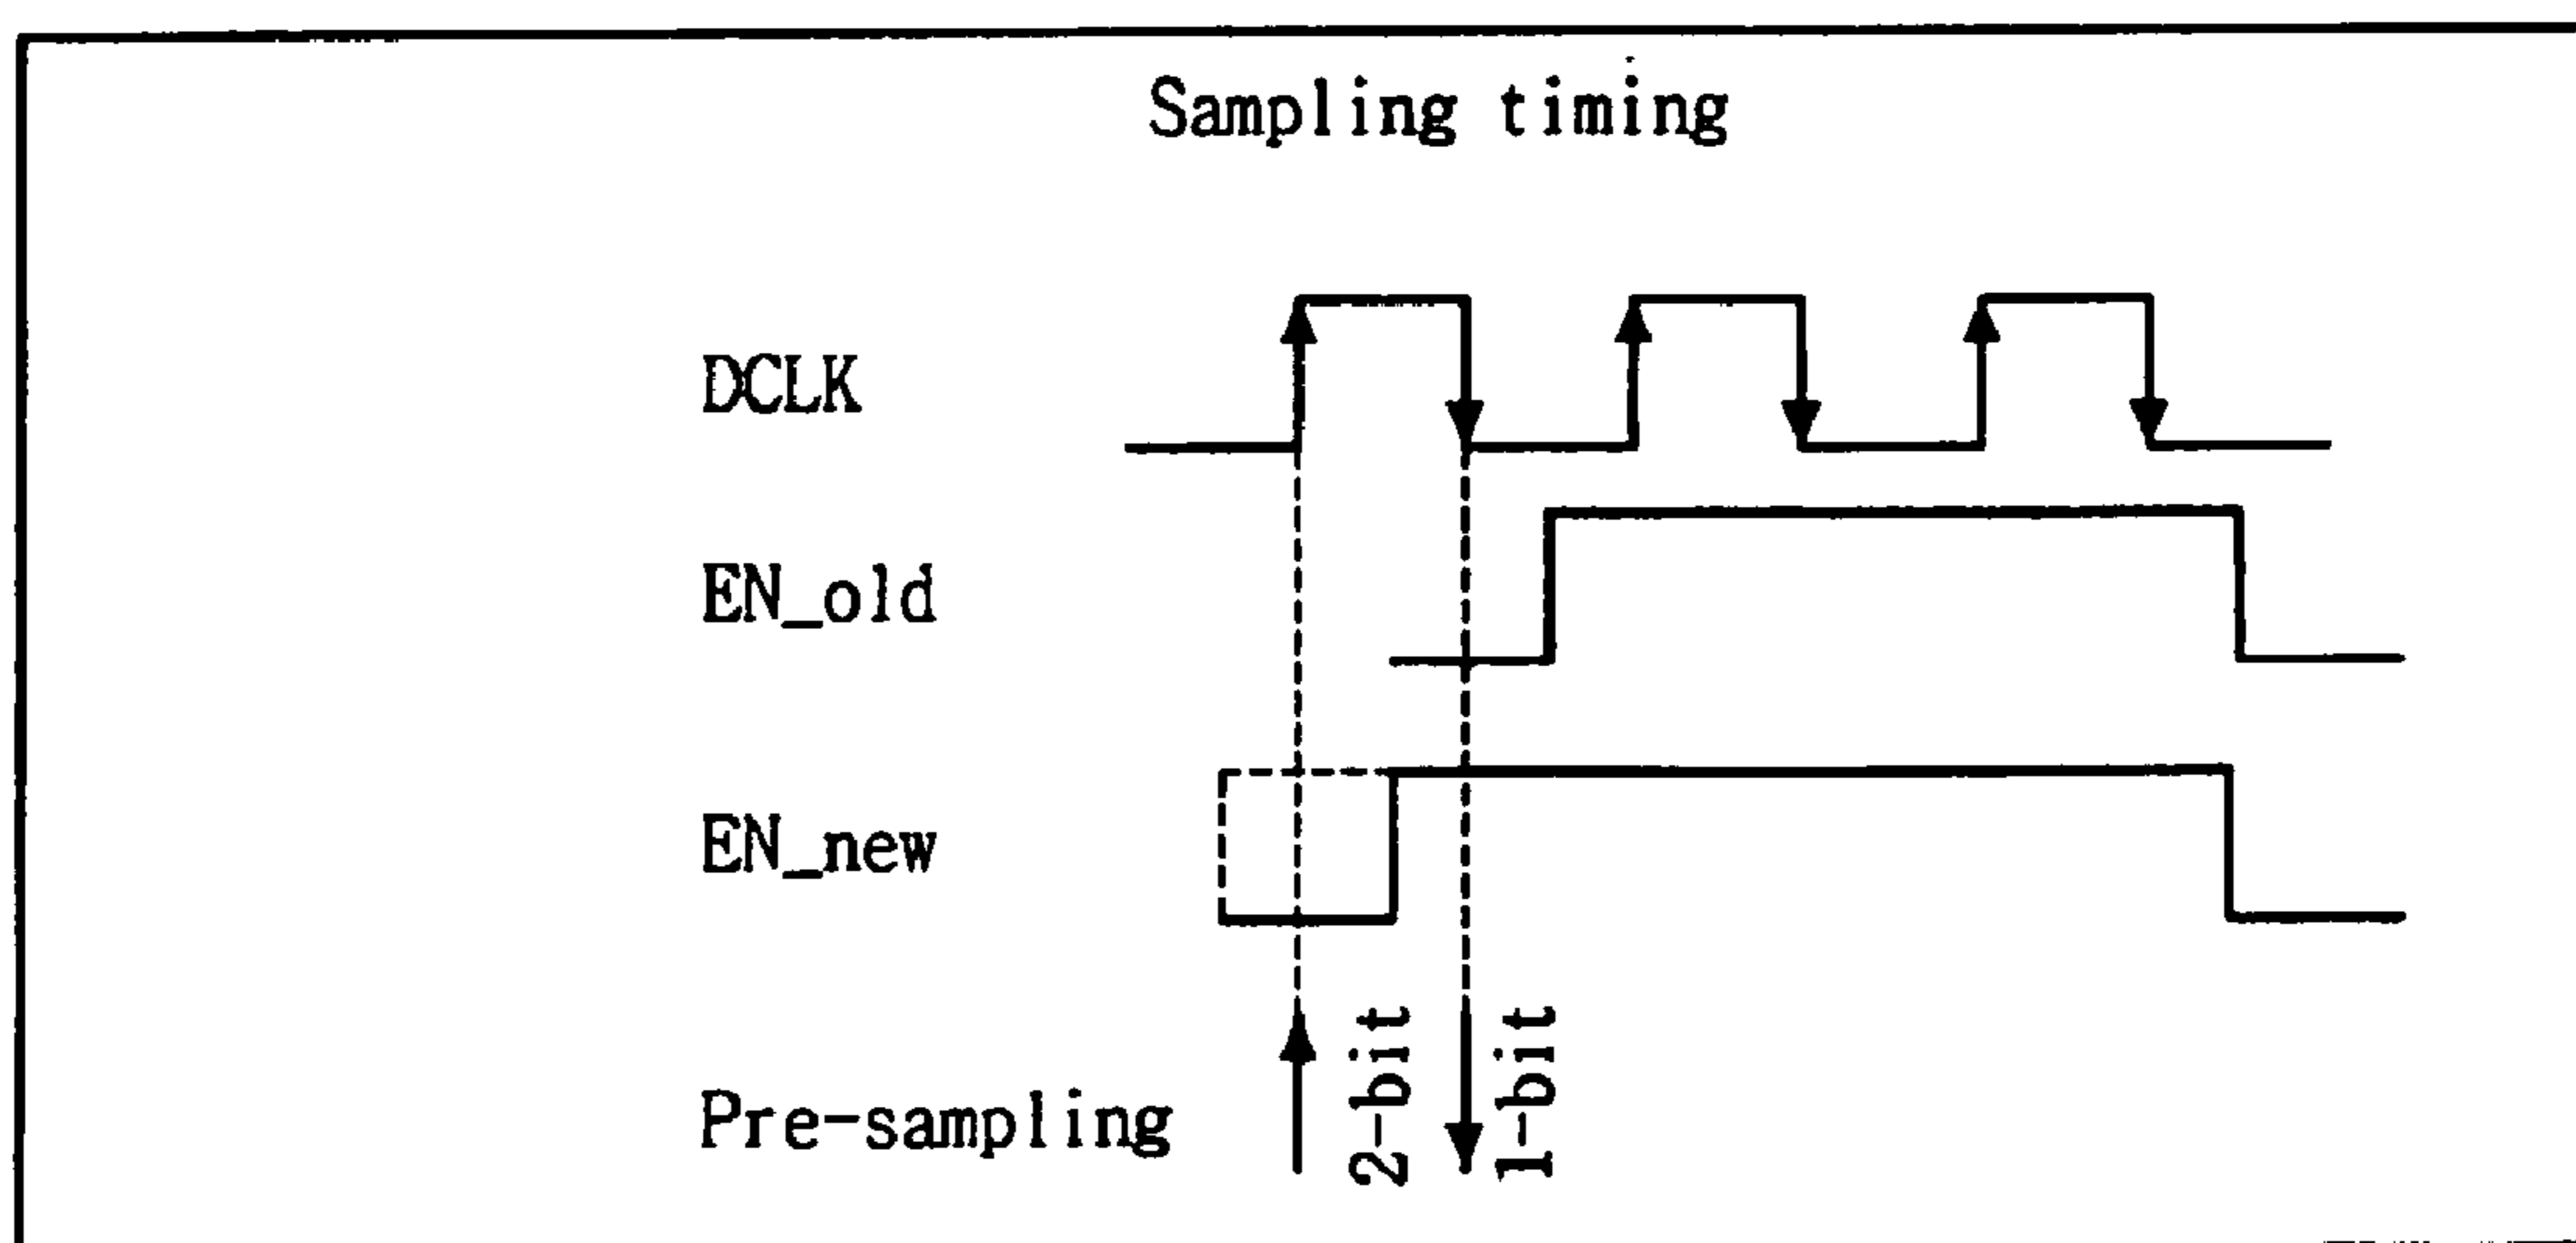 Sampling timing
DCLK
EN_old
EN_new
Pre-sampling
2-bit
1-bit